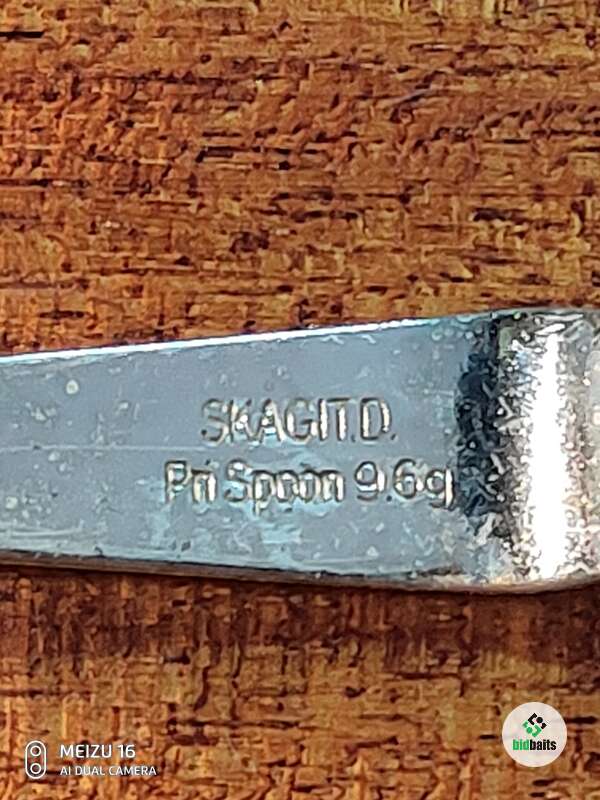 SKAGIT.D.
Pri Spoon 9.6g
MEIZU 16
AI DUAL CAMERA
bidbaits